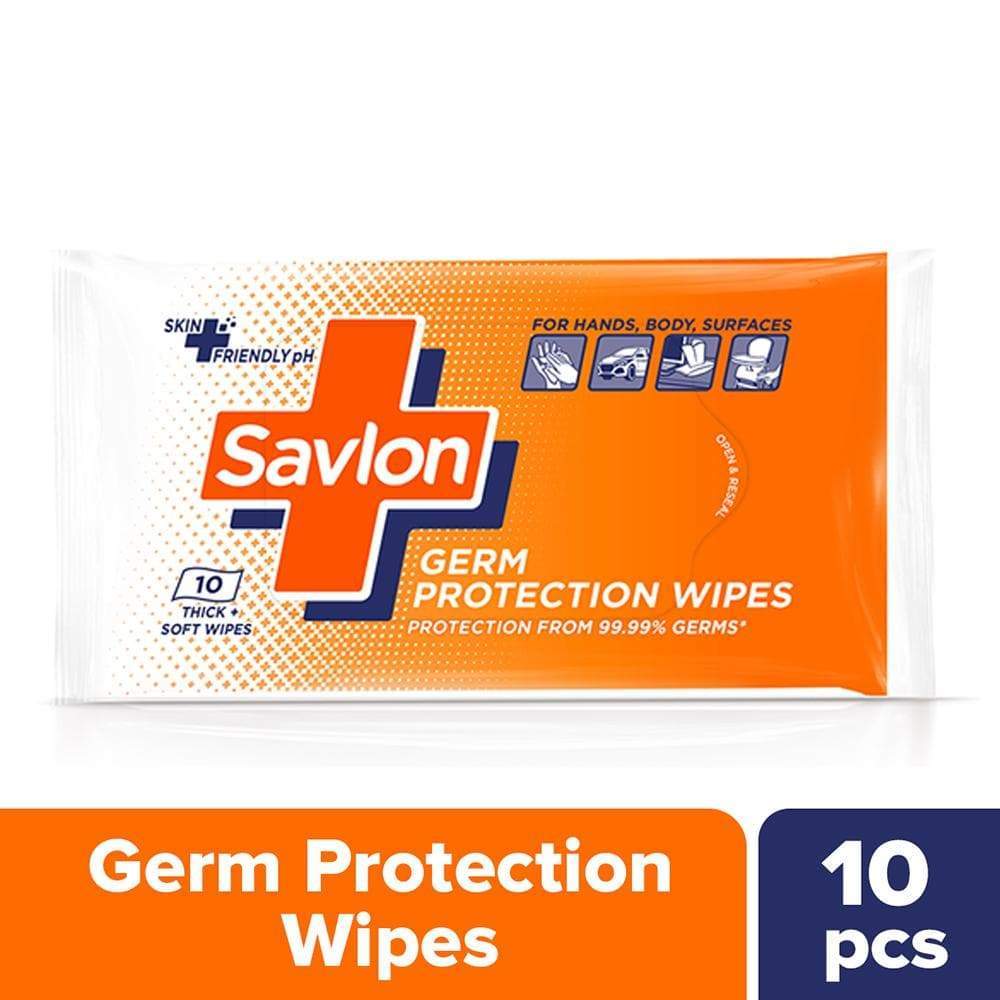 SKIN
FRIENDLY pH
FOR HANDS, BODY, SURFACES
Savlon
OPEN & RESEAL
GERM
PROTECTION WIPES
PROTECTION FROM 99.99% GERMS*
10
THICK +
SOFT WIPES
Germ Protection
Wipes
10
pcs